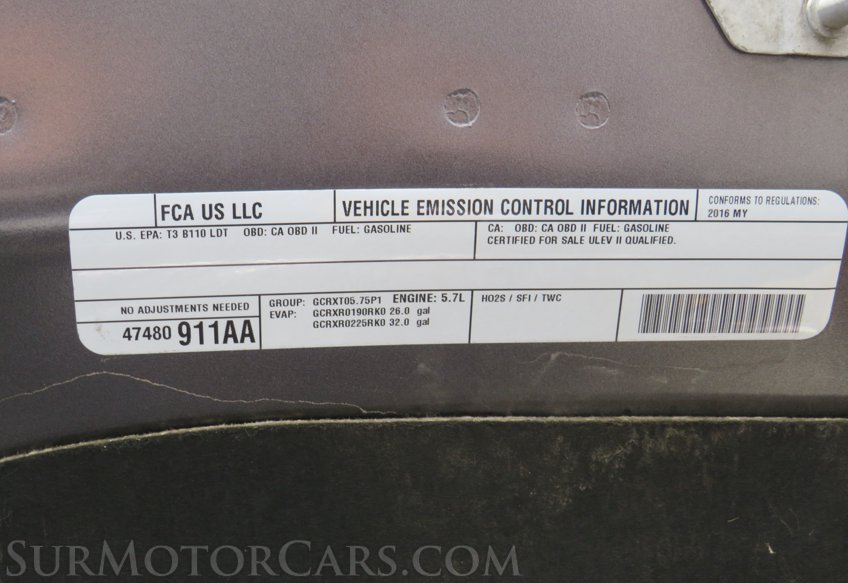 FCA US LLC
VEHICLE EMISSION CONTROL INFORMATION
CONFORMS TO REGULATIONS:
2016 MY
U.S. EPA: T3 B110 LDT OBD: CA OBD II FUEL: GASOLINE
CA: OBD: CA OBD II FUEL: GASOLINE
CERTIFIED FOR SALE ULEV II QUALIFIED.
NO ADJUSTMENTS NEEDED
47480 911AA
GROUP: GCRXT05.75P1 ENGINE: 5.7L
EVAP: GCRXR0190RK0 26.0 gal
GCRXR0225RK0 32.0 gal
HO2S / SFI / TWC
SurMotorCars.com